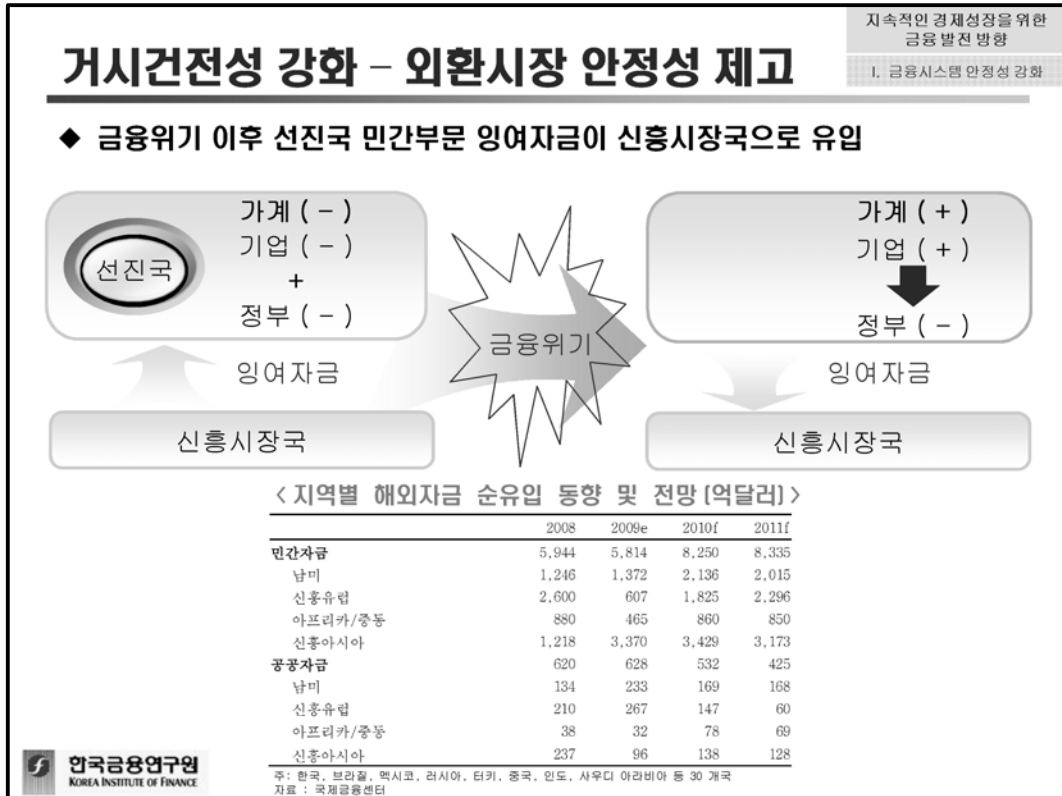 지속적인 경제성장을 위한
금융 발전 방향
I. 금융시스템 안정성 강화
거시건전성 강화 – 외환시장 안정성 제고
◆ 금융위기 이후 선진국 민간부문 잉여자금이 신흥시장국으로 유입
선진국
가계 ( − )
기업 ( − )
+
정부 ( − )
잉여자금
신흥시장국
금융위기
가계 ( + )
기업 ( + )
정부 ( − )
잉여자금
신흥시장국
< 지역별 해외자금 순유입 동향 및 전망 (억달러) >
2008 2009e 2010f 2011f
민간자금 5,944 5,814 8,250 8,335
남미 1,246 1,372 2,136 2,015
신흥유럽 2,600 607 1,825 2,296
아프리카/중동 880 465 860 850
신흥아시아 1,218 3,370 3,429 3,173
공공자금 620 628 532 425
남미 134 233 169 168
신흥유럽 210 267 147 60
아프리카/중동 38 32 78 69
신흥아시아 237 96 138 128
주: 한국, 브라질, 멕시코, 러시아, 터키, 중국, 인도, 사우디 아라비아 등 30 개국
자료 : 국제금융센터
한국금융연구원
KOREA INSTITUTE OF FINANCE